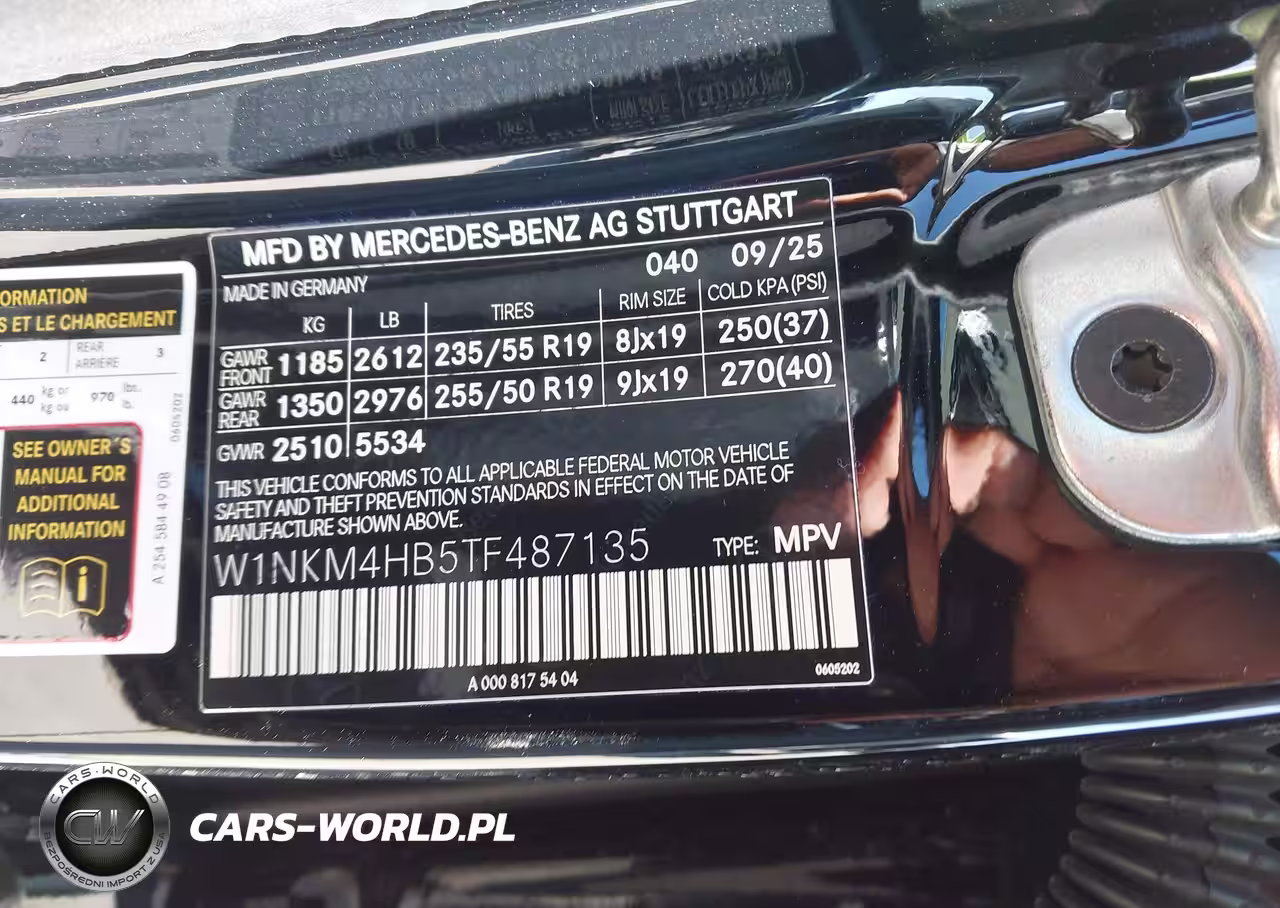 MFD BY MERCEDES-BENZ AG STUTTGART
040 09/25
MADE IN GERMANY
KG LB TIRES RIM SIZE COLD KPA (PSI)
GAWR FRONT 1185 2612 235/55 R19 8Jx19 250(37)
GAWR REAR 1350 2976 255/50 R19 9Jx19 270(40)
GVWR 2510 5534
THIS VEHICLE CONFORMS TO ALL APPLICABLE FEDERAL MOTOR VEHICLE
SAFETY AND THEFT PREVENTION STANDARDS IN EFFECT ON THE DATE OF
MANUFACTURE SHOWN ABOVE.
W1NKM4HB5TF487135 TYPE: MPV
A 000 817 54 04
0605202
ORMATION
S ET LE CHARGEMENT
2 REAR ARRIÈRE 3
440 kg or kg ou 970 lbs. lb.
SEE OWNER'S
MANUAL FOR
ADDITIONAL
INFORMATION
0605202
A 254 584 49 08
CARS-WORLD
CW
BEZPOŚREDNI IMPORT Z USA
CARS-WORLD.PL